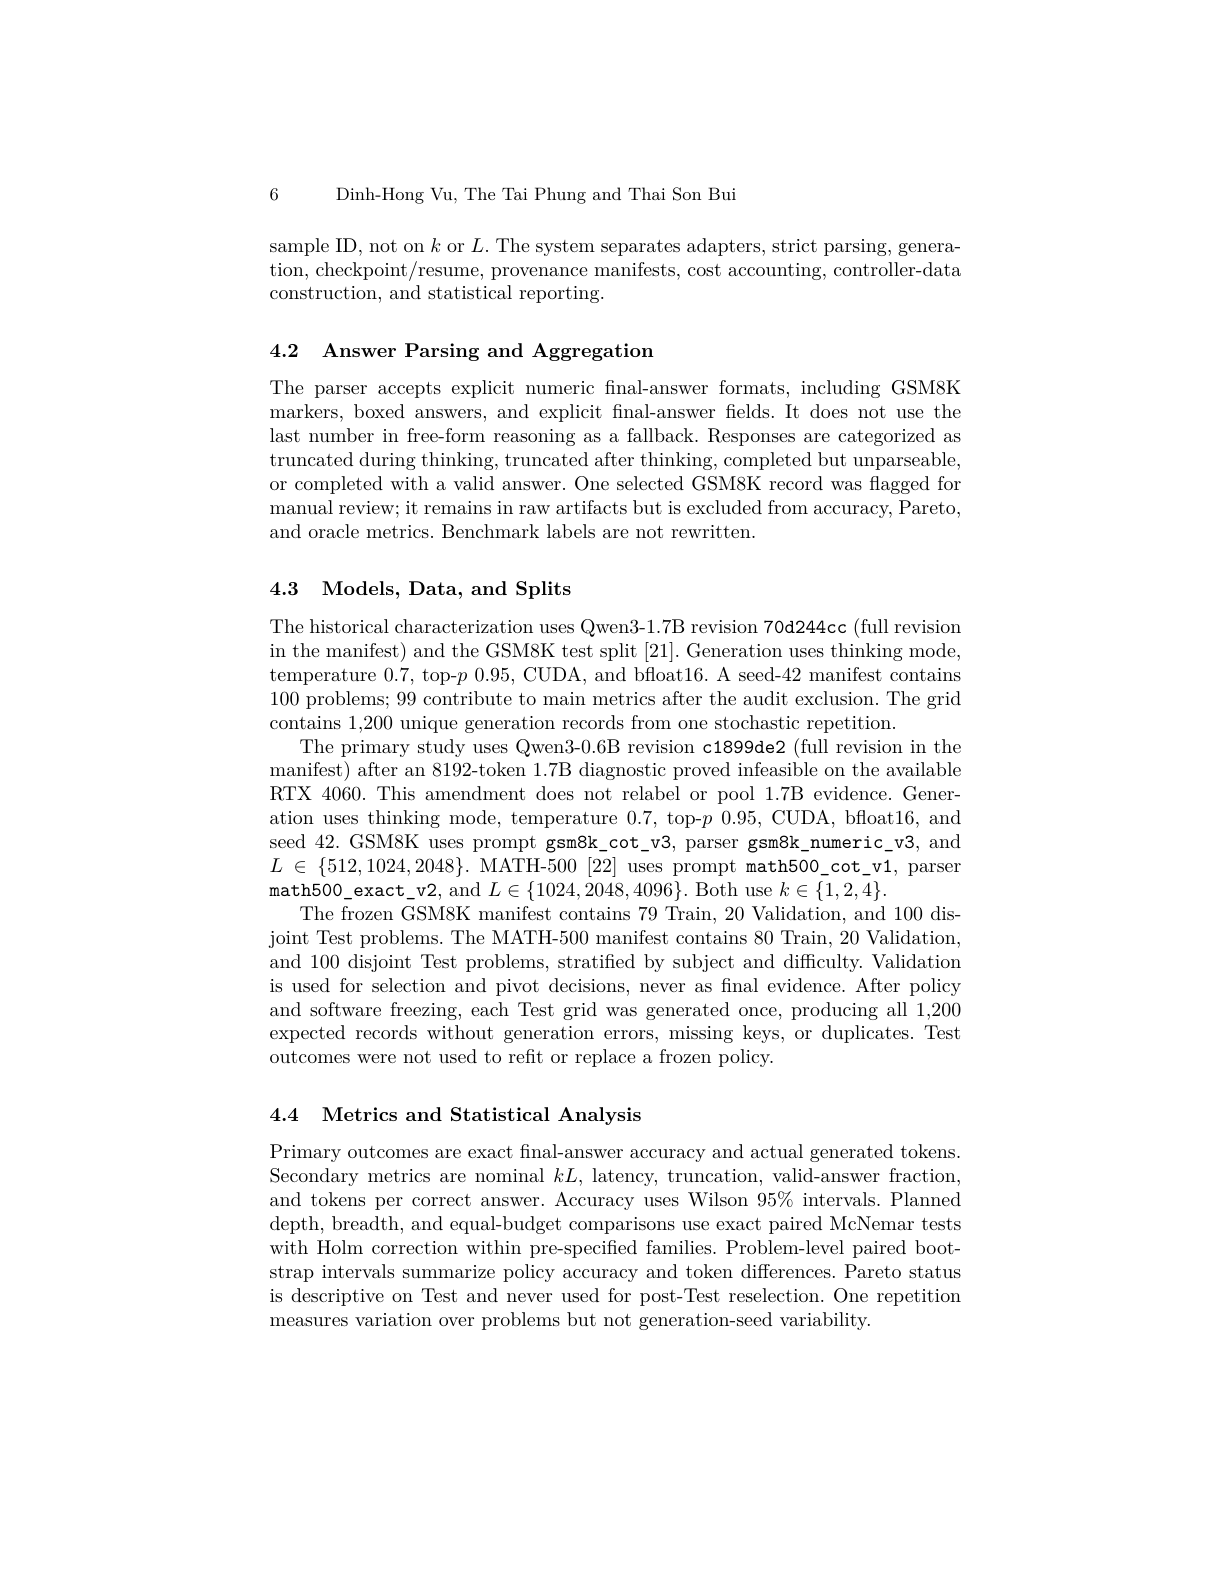 6 Dinh-Hong Vu, The Tai Phung and Thai Son Bui
sample ID, not on k or L. The system separates adapters, strict parsing, genera-
tion, checkpoint/resume, provenance manifests, cost accounting, controller-data
construction, and statistical reporting.
4.2 Answer Parsing and Aggregation
The parser accepts explicit numeric final-answer formats, including GSM8K
markers, boxed answers, and explicit final-answer fields. It does not use the
last number in free-form reasoning as a fallback. Responses are categorized as
truncated during thinking, truncated after thinking, completed but unparseable,
or completed with a valid answer. One selected GSM8K record was flagged for
manual review; it remains in raw artifacts but is excluded from accuracy, Pareto,
and oracle metrics. Benchmark labels are not rewritten.
4.3 Models, Data, and Splits
The historical characterization uses Qwen3-1.7B revision 70d244cc (full revision
in the manifest) and the GSM8K test split [21]. Generation uses thinking mode,
temperature 0.7, top-p 0.95, CUDA, and bfloat16. A seed-42 manifest contains
100 problems; 99 contribute to main metrics after the audit exclusion. The grid
contains 1,200 unique generation records from one stochastic repetition.
The primary study uses Qwen3-0.6B revision c1899de2 (full revision in the
manifest) after an 8192-token 1.7B diagnostic proved infeasible on the available
RTX 4060. This amendment does not relabel or pool 1.7B evidence. Gener-
ation uses thinking mode, temperature 0.7, top-p 0.95, CUDA, bfloat16, and
seed 42. GSM8K uses prompt gsm8k_cot_v3, parser gsm8k_numeric_v3, and
L ∈ {512, 1024, 2048}. MATH-500 [22] uses prompt math500_cot_v1, parser
math500_exact_v2, and L ∈ {1024, 2048, 4096}. Both use k ∈ {1, 2, 4}.
The frozen GSM8K manifest contains 79 Train, 20 Validation, and 100 dis-
joint Test problems. The MATH-500 manifest contains 80 Train, 20 Validation,
and 100 disjoint Test problems, stratified by subject and difficulty. Validation
is used for selection and pivot decisions, never as final evidence. After policy
and software freezing, each Test grid was generated once, producing all 1,200
expected records without generation errors, missing keys, or duplicates. Test
outcomes were not used to refit or replace a frozen policy.
4.4 Metrics and Statistical Analysis
Primary outcomes are exact final-answer accuracy and actual generated tokens.
Secondary metrics are nominal kL, latency, truncation, valid-answer fraction,
and tokens per correct answer. Accuracy uses Wilson 95% intervals. Planned
depth, breadth, and equal-budget comparisons use exact paired McNemar tests
with Holm correction within pre-specified families. Problem-level paired boot-
strap intervals summarize policy accuracy and token differences. Pareto status
is descriptive on Test and never used for post-Test reselection. One repetition
measures variation over problems but not generation-seed variability.